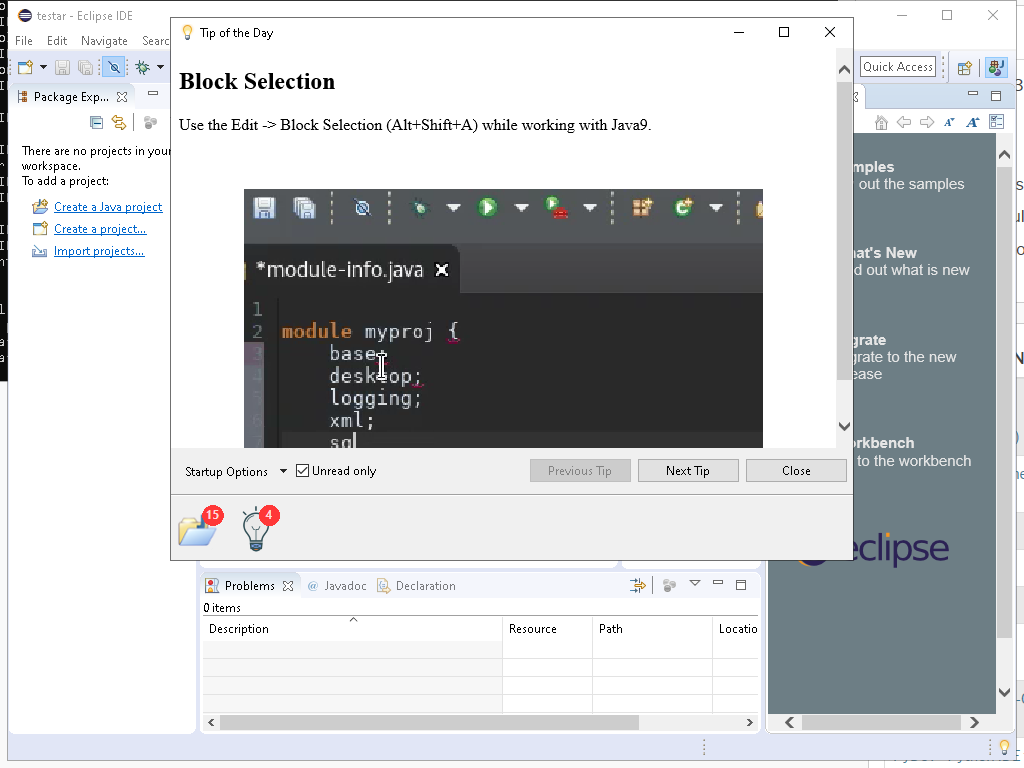 testar - Eclipse IDE
File Edit Navigate Searc
Quick Access
Package Exp...
There are no projects in your
workspace.
To add a project:
Create a Java project
Create a project...
Import projects...
Tip of the Day
Block Selection
Use the Edit -> Block Selection (Alt+Shift+A) while working with Java9.
*module-info.java
1
2 module myproj {
3 base;
desktop;
logging;
xml;
sq
Startup Options
Unread only
Previous Tip
Next Tip
Close
15
4
mples
out the samples
at's New
d out what is new
grate
grate to the new
ease
rkbench
to the workbench
eclipse
Problems
@ Javadoc
Declaration
0 items
Description Resource Path Locatio